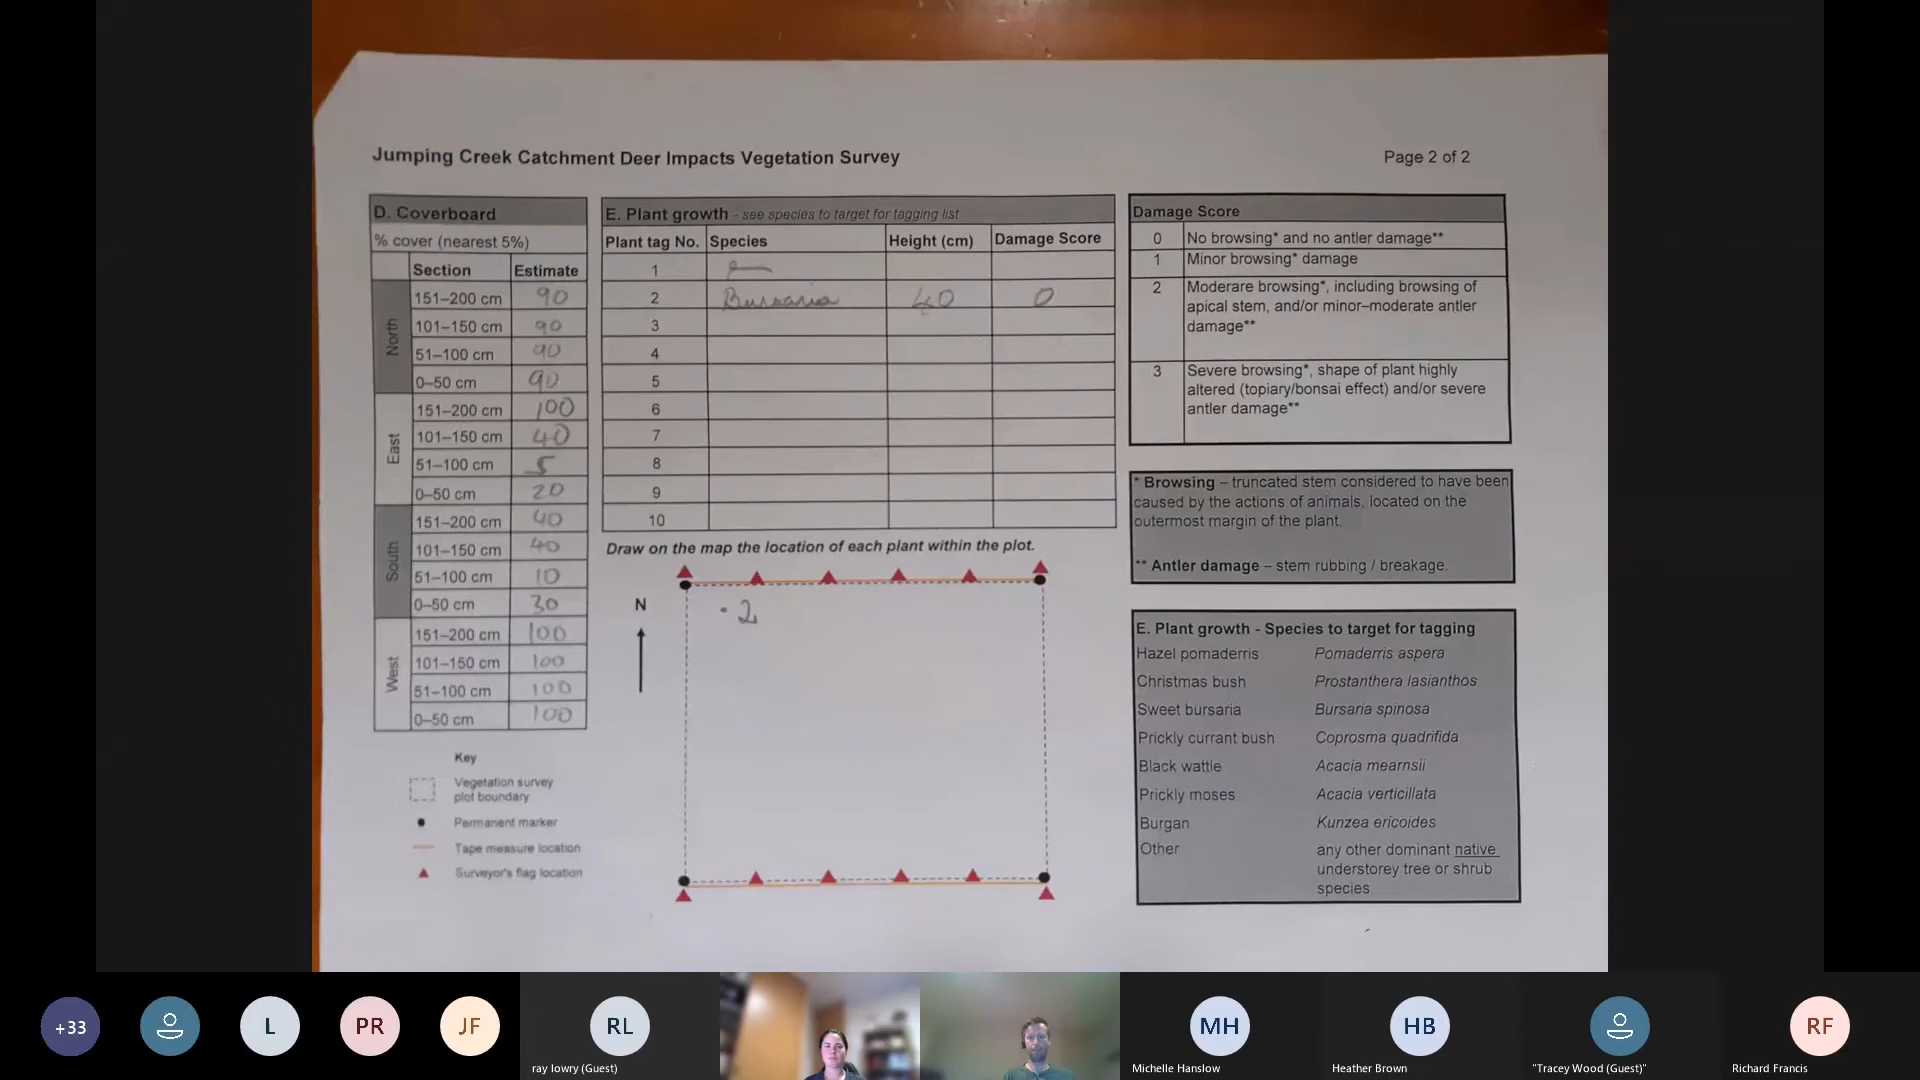 Jumping Creek Catchment Deer Impacts Vegetation Survey
Page 2 of 2
D. Coverboard
% cover (nearest 5%)
Section Estimate
North
151–200 cm 90
101–150 cm 90
51–100 cm 90
0–50 cm 90
East
151–200 cm 100
101–150 cm 40
51–100 cm 5
0–50 cm 20
South
151–200 cm 40
101–150 cm 40
51–100 cm 10
0–50 cm 30
West
151–200 cm 100
101–150 cm 100
51–100 cm 100
0–50 cm 100
Key
Vegetation survey
plot boundary
Permanent marker
Tape measure location
Surveyor's flag location
E. Plant growth - see species to target for tagging list
Plant tag No. Species Height (cm) Damage Score
1
2 Bursaria 40 0
3
4
5
6
7
8
9
10
Draw on the map the location of each plant within the plot.
N
2
Damage Score
0 No browsing* and no antler damage**
1 Minor browsing* damage
2 Moderare browsing*, including browsing of
apical stem, and/or minor–moderate antler
damage**
3 Severe browsing*, shape of plant highly
altered (topiary/bonsai effect) and/or severe
antler damage**
* Browsing – truncated stem considered to have been
caused by the actions of animals, located on the
outermost margin of the plant.
** Antler damage – stem rubbing / breakage.
E. Plant growth - Species to target for tagging
Hazel pomaderris Pomaderris aspera
Christmas bush Prostanthera lasianthos
Sweet bursaria Bursaria spinosa
Prickly currant bush Coprosma quadrifida
Black wattle Acacia mearnsii
Prickly moses Acacia verticillata
Burgan Kunzea ericoides
Other any other dominant native
understorey tree or shrub
species
+33
L
PR
JF
RL
MH
HB
RF
ray lowry (Guest)
Michelle Hanslow
Heather Brown
"Tracey Wood (Guest)"
Richard Francis